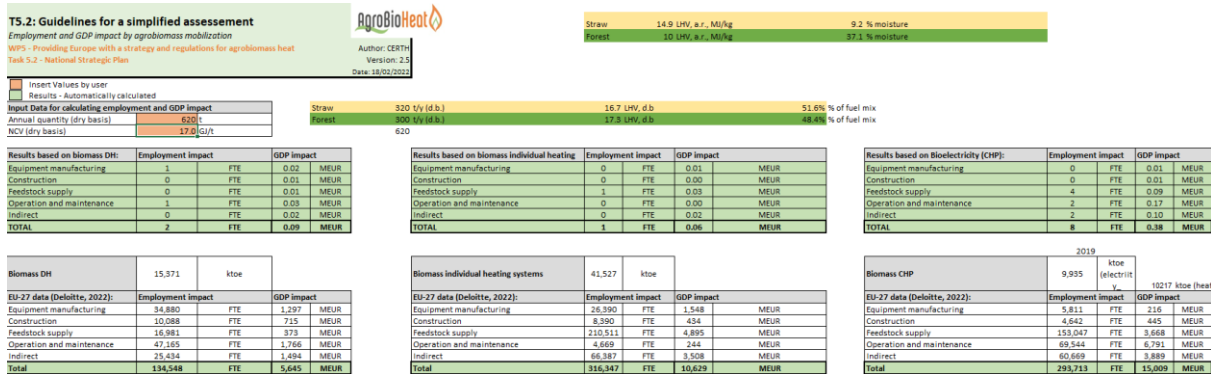 T5.2: Guidelines for a simplified assessement
Employment and GDP impact by agrobiomass mobilization
WP5 - Providing Europe with a strategy and regulations for agrobiomass heat
Task 5.2 - National Strategic Plan
AgroBioHeat
Author: CERTH
Version: 2.5
Date: 18/02/2022
Straw 14.9 LHV, a.r., MJ/kg 9.2 % moisture
Forest 10 LHV, a.r., MJ/kg 37.1 % moisture
Insert Values by user
Results - Automatically calculated
Input Data for calculating employment and GDP impact
Annual quantity (dry basis) 620 t
NCV (dry basis) 17.0 GJ/t
Straw 320 t/y (d.b.) 16.7 LHV, d.b 51.6% % of fuel mix
Forest 300 t/y (d.b.) 17.3 LHV, d.b 48.4% % of fuel mix
620
Results based on biomass DH: Employment impact GDP impact
Equipment manufacturing 1 FTE 0.02 MEUR
Construction 0 FTE 0.01 MEUR
Feedstock supply 0 FTE 0.01 MEUR
Operation and maintenance 1 FTE 0.03 MEUR
Indirect 0 FTE 0.02 MEUR
TOTAL 2 FTE 0.09 MEUR
Results based on biomass individual heating Employment impact GDP impact
Equipment manufacturing 0 FTE 0.01 MEUR
Construction 0 FTE 0.00 MEUR
Feedstock supply 1 FTE 0.03 MEUR
Operation and maintenance 0 FTE 0.00 MEUR
Indirect 0 FTE 0.02 MEUR
TOTAL 1 FTE 0.06 MEUR
Results based on Bioelectricity (CHP): Employment impact GDP impact
Equipment manufacturing 0 FTE 0.01 MEUR
Construction 0 FTE 0.01 MEUR
Feedstock supply 4 FTE 0.09 MEUR
Operation and maintenance 2 FTE 0.17 MEUR
Indirect 2 FTE 0.10 MEUR
TOTAL 8 FTE 0.38 MEUR
Biomass DH 15,371 ktoe
EU-27 data (Deloitte, 2022): Employment impact GDP impact
Equipment manufacturing 34,880 FTE 1,297 MEUR
Construction 10,088 FTE 715 MEUR
Feedstock supply 16,981 FTE 373 MEUR
Operation and maintenance 47,165 FTE 1,766 MEUR
Indirect 25,434 FTE 1,494 MEUR
Total 134,548 FTE 5,645 MEUR
Biomass individual heating systems 41,527 ktoe
EU-27 data (Deloitte, 2022): Employment impact GDP impact
Equipment manufacturing 26,390 FTE 1,548 MEUR
Construction 8,390 FTE 434 MEUR
Feedstock supply 210,511 FTE 4,895 MEUR
Operation and maintenance 4,669 FTE 244 MEUR
Indirect 66,387 FTE 3,508 MEUR
Total 316,347 FTE 10,629 MEUR
2019
Biomass CHP 9,935 ktoe
(electriit
y_
10217 ktoe (heat
EU-27 data (Deloitte, 2022): Employment impact GDP impact
Equipment manufacturing 5,811 FTE 216 MEUR
Construction 4,642 FTE 445 MEUR
Feedstock supply 153,047 FTE 3,668 MEUR
Operation and maintenance 69,544 FTE 6,791 MEUR
Indirect 60,669 FTE 3,889 MEUR
Total 293,713 FTE 15,009 MEUR